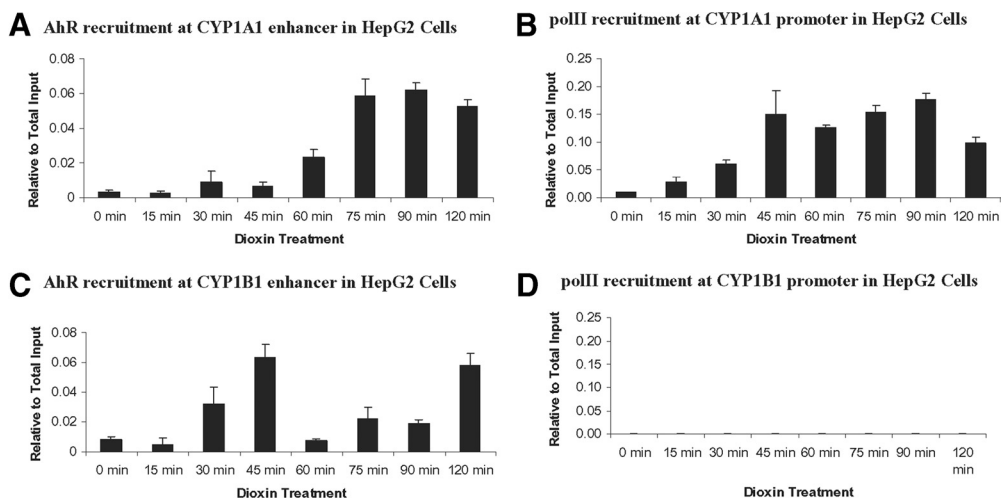 A AhR recruitment at CYP1A1 enhancer in HepG2 Cells
Relative to Total Input
0.08
0.06
0.04
0.02
0
0 min 15 min 30 min 45 min 60 min 75 min 90 min 120 min
Dioxin Treatment
B polII recruitment at CYP1A1 promoter in HepG2 Cells
Relative to Total Input
0.25
0.20
0.15
0.10
0.05
0.00
0 min 15 min 30 min 45 min 60 min 75 min 90 min 120 min
Dioxin Treatment
C AhR recruitment at CYP1B1 enhancer in HepG2 Cells
Relative to Total Input
0.08
0.06
0.04
0.02
0
0 min 15 min 30 min 45 min 60 min 75 min 90 min 120 min
Dioxin Treatment
D polII recruitment at CYP1B1 promoter in HepG2 Cells
Relative to Total Input
0.25
0.20
0.15
0.10
0.05
0.00
0 min 15 min 30 min 45 min 60 min 75 min 90 min 120
min
Dioxin Treatment